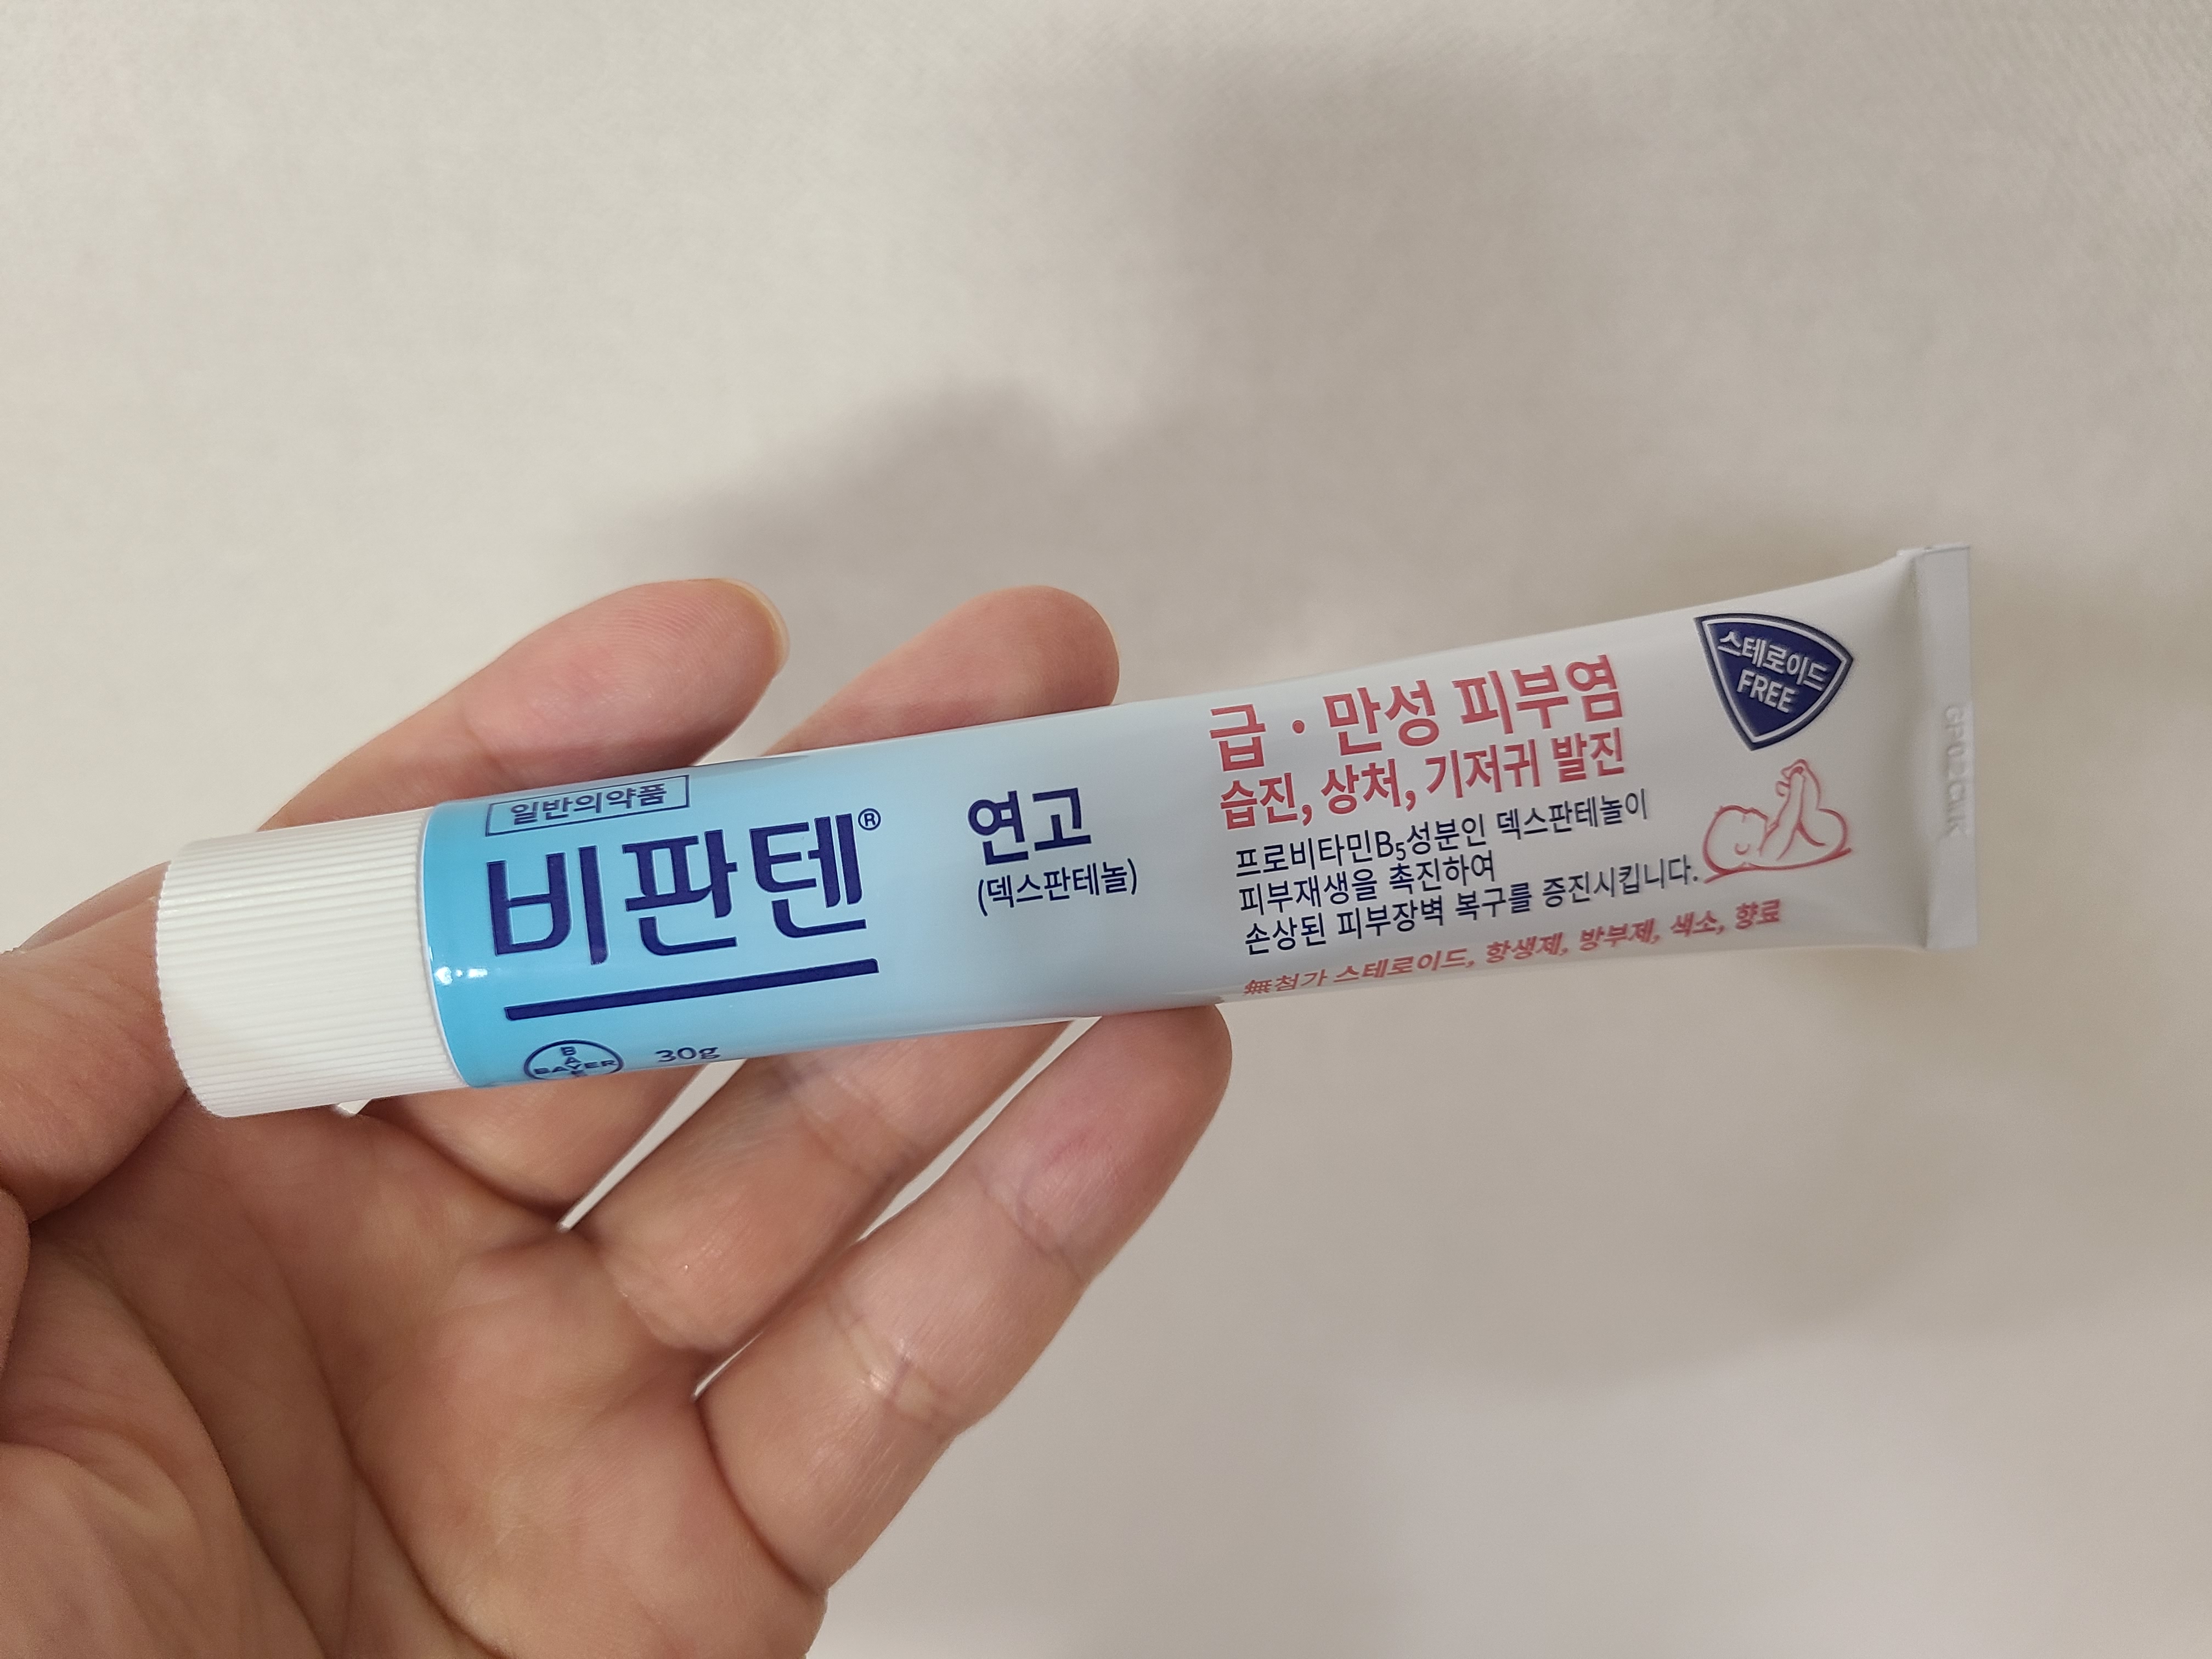 일반의약품
비판텐®
BAYER
BAYER
30g
연고
(덱스판테놀)
급·만성 피부염
습진, 상처, 기저귀 발진
프로비타민B₅성분인 덱스판테놀이
피부재생을 촉진하여
손상된 피부장벽 복구를 증진시킵니다.
無첨가 스테로이드, 항생제, 방부제, 색소, 향료
스테로이드
FREE